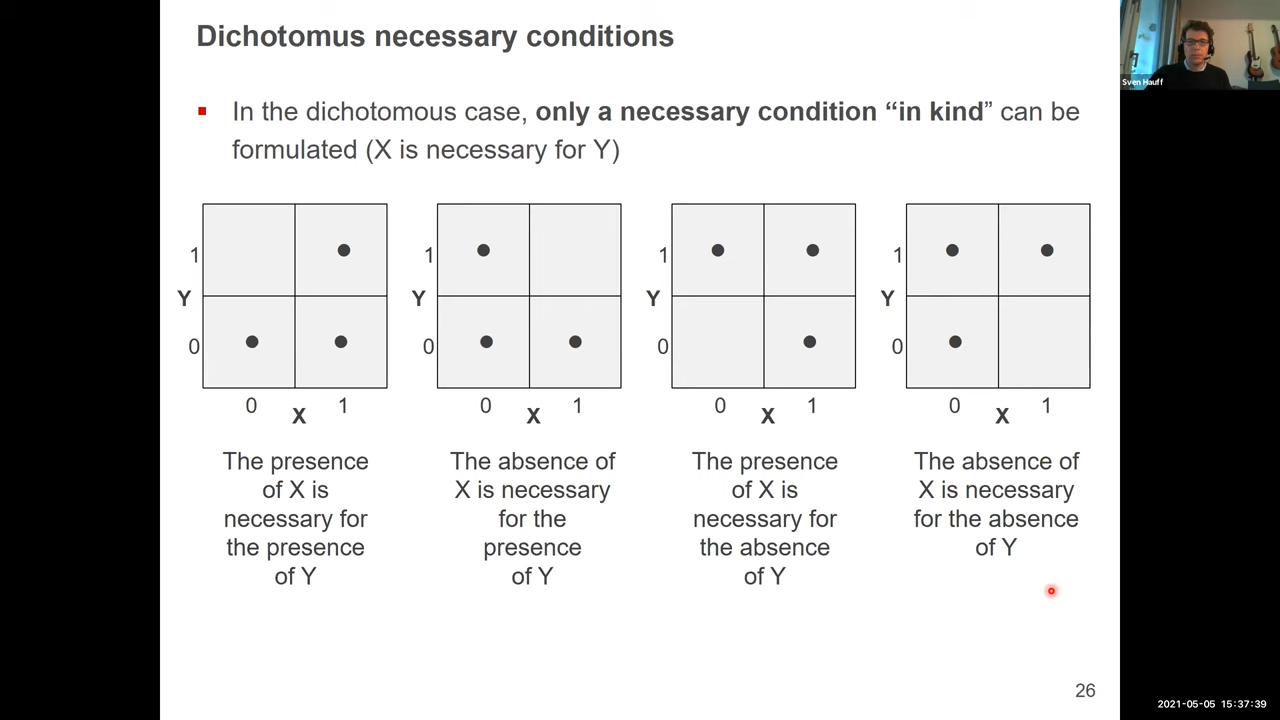 Dichotomus necessary conditions
Sven Hauff
In the dichotomous case, only a necessary condition “in kind” can be
formulated (X is necessary for Y)
1
Y
0
0
X
1
1
Y
0
0
X
1
1
Y
0
0
X
1
1
Y
0
0
X
1
The presence
of X is
necessary for
the presence
of Y
The absence of
X is necessary
for the
presence
of Y
The presence
of X is
necessary for
the absence
of Y
The absence of
X is necessary
for the absence
of Y
26
2021-05-05 15:37:39